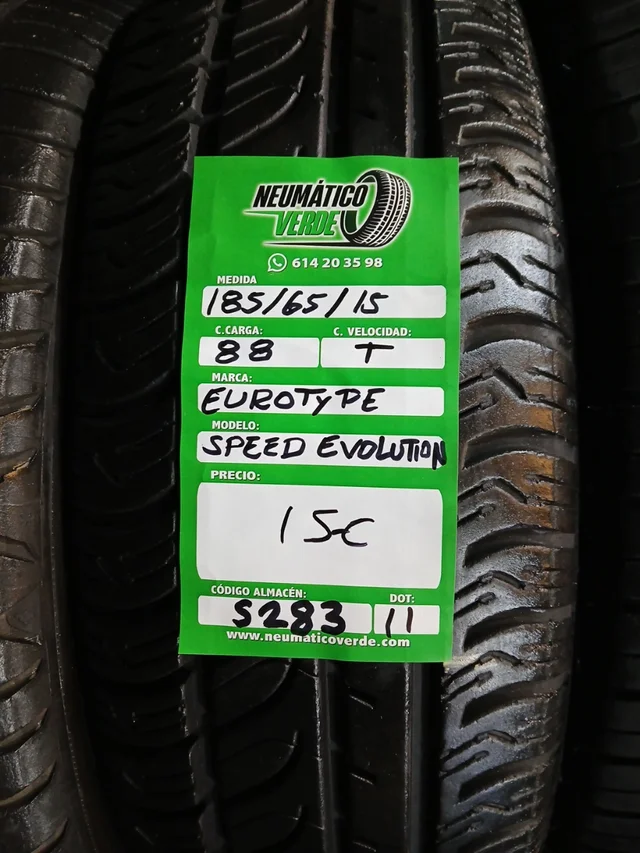 NEUMÁTICO
VERDE
614 20 35 98
MEDIDA
185/65/15
C.CARGA: C. VELOCIDAD:
88 T
MARCA:
EUROTYPE
MODELO:
SPEED EVOLUTION
PRECIO:
15€
CÓDIGO ALMACÉN: DOT:
S283 11
www.neumaticoverde.com